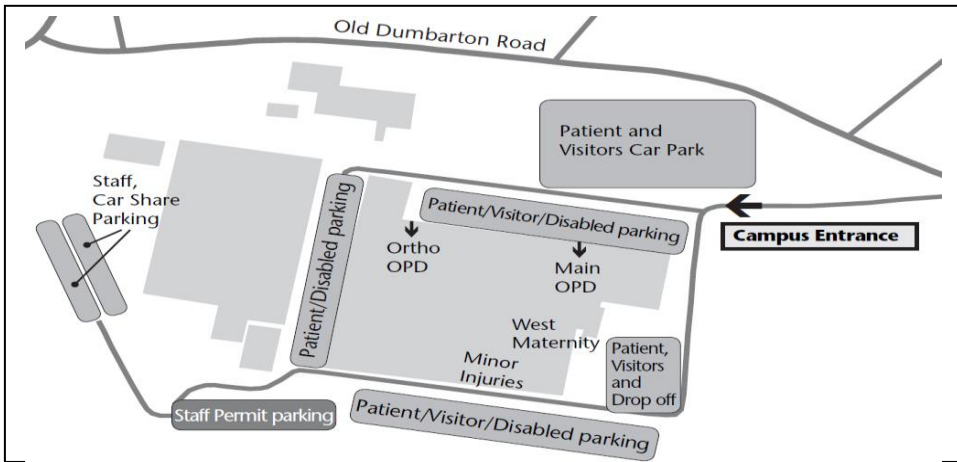 Old Dumbarton Road
Patient and
Visitors Car Park
Staff,
Car Share
Parking
Patient/Disabled parking
Patient/Visitor/Disabled parking
Campus Entrance
Ortho
OPD
Main
OPD
West
Maternity
Minor
Injuries
Patient,
Visitors
and
Drop off
Staff Permit parking
Patient/Visitor/Disabled parking